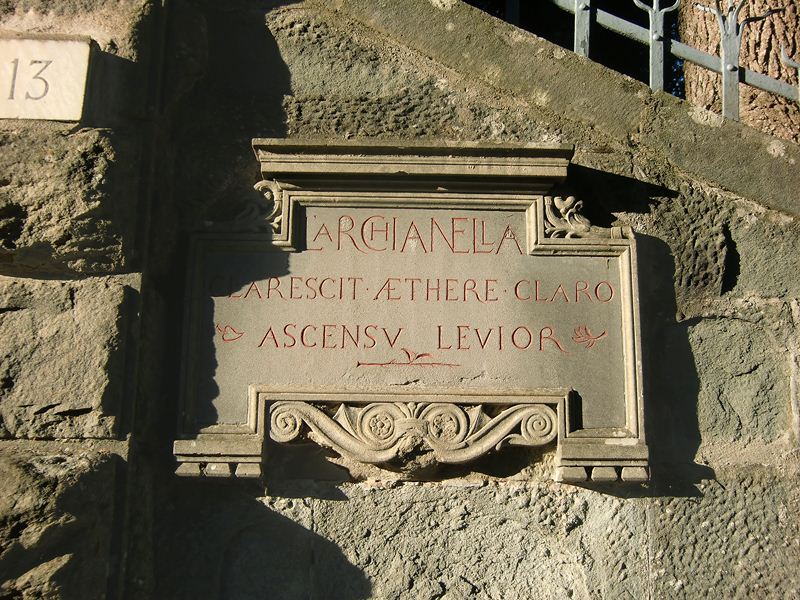 13
ARCHIANELLA
CLARESCIT · ÆTHERE · CLARO
ASCENSV LEVIOR